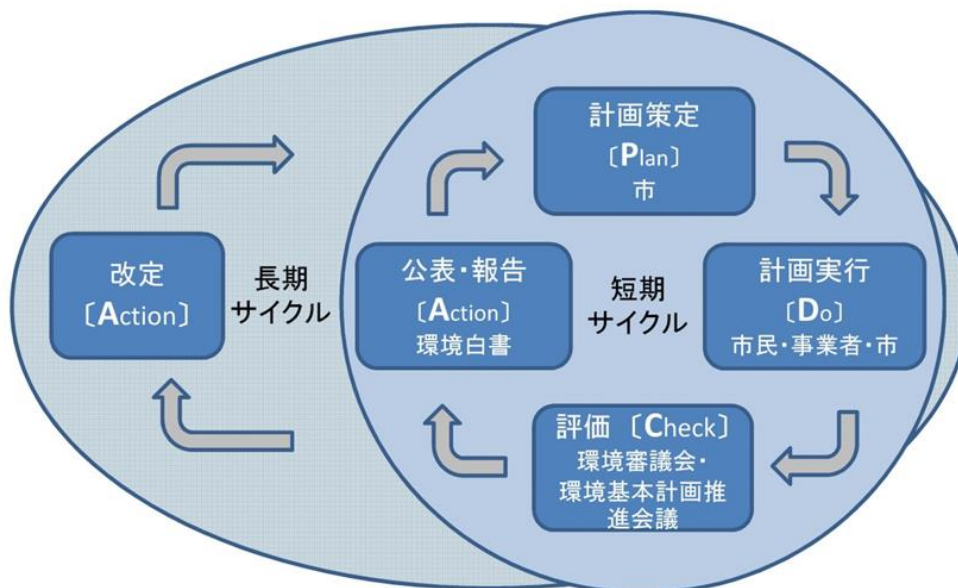 計画策定
〔Plan〕
市
改定
〔Action〕
長期
サイクル
公表・報告
〔Action〕
環境白書
短期
サイクル
計画実行
〔Do〕
市民・事業者・市
評価 〔Check〕
環境審議会・
環境基本計画推
進会議